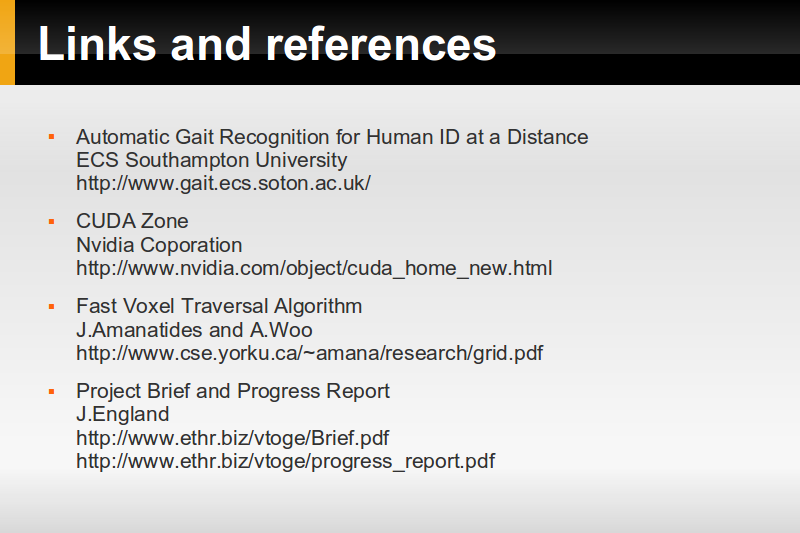 Links and references
Automatic Gait Recognition for Human ID at a Distance
ECS Southampton University
http://www.gait.ecs.soton.ac.uk/
CUDA Zone
Nvidia Coporation
http://www.nvidia.com/object/cuda_home_new.html
Fast Voxel Traversal Algorithm
J.Amanatides and A.Woo
http://www.cse.yorku.ca/~amana/research/grid.pdf
Project Brief and Progress Report
J.England
http://www.ethr.biz/vtoge/Brief.pdf
http://www.ethr.biz/vtoge/progress_report.pdf